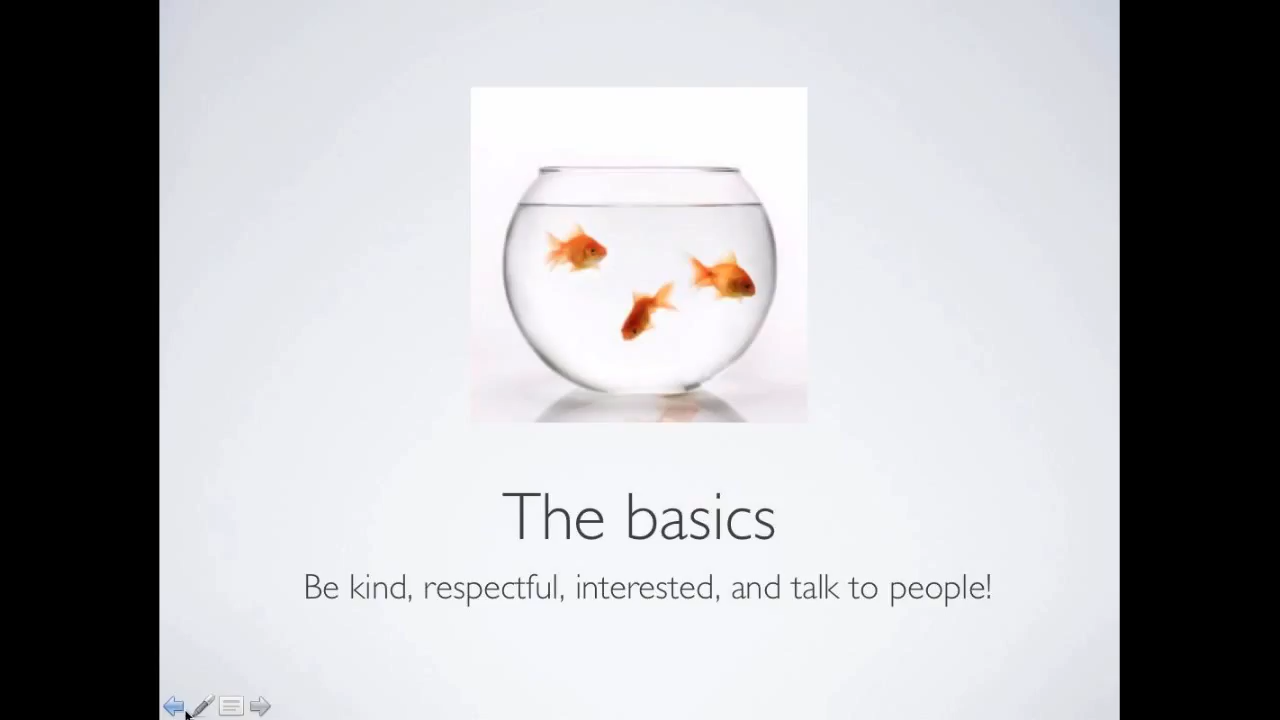 The basics
Be kind, respectful, interested, and talk to people!